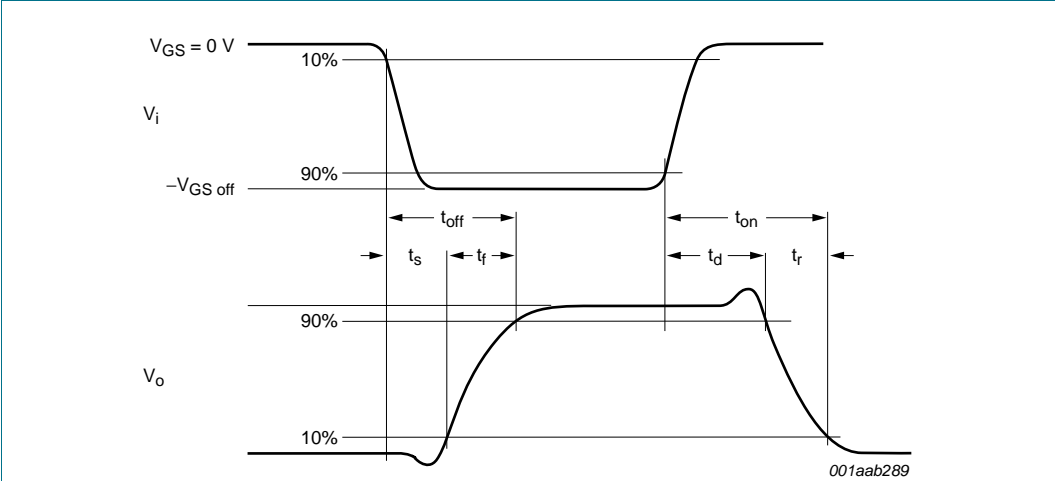 V_GS = 0 V
10%
V_i
90%
−V_GS off
t_off
t_on
t_s
t_f
t_d
t_r
90%
V_o
10%
001aab289